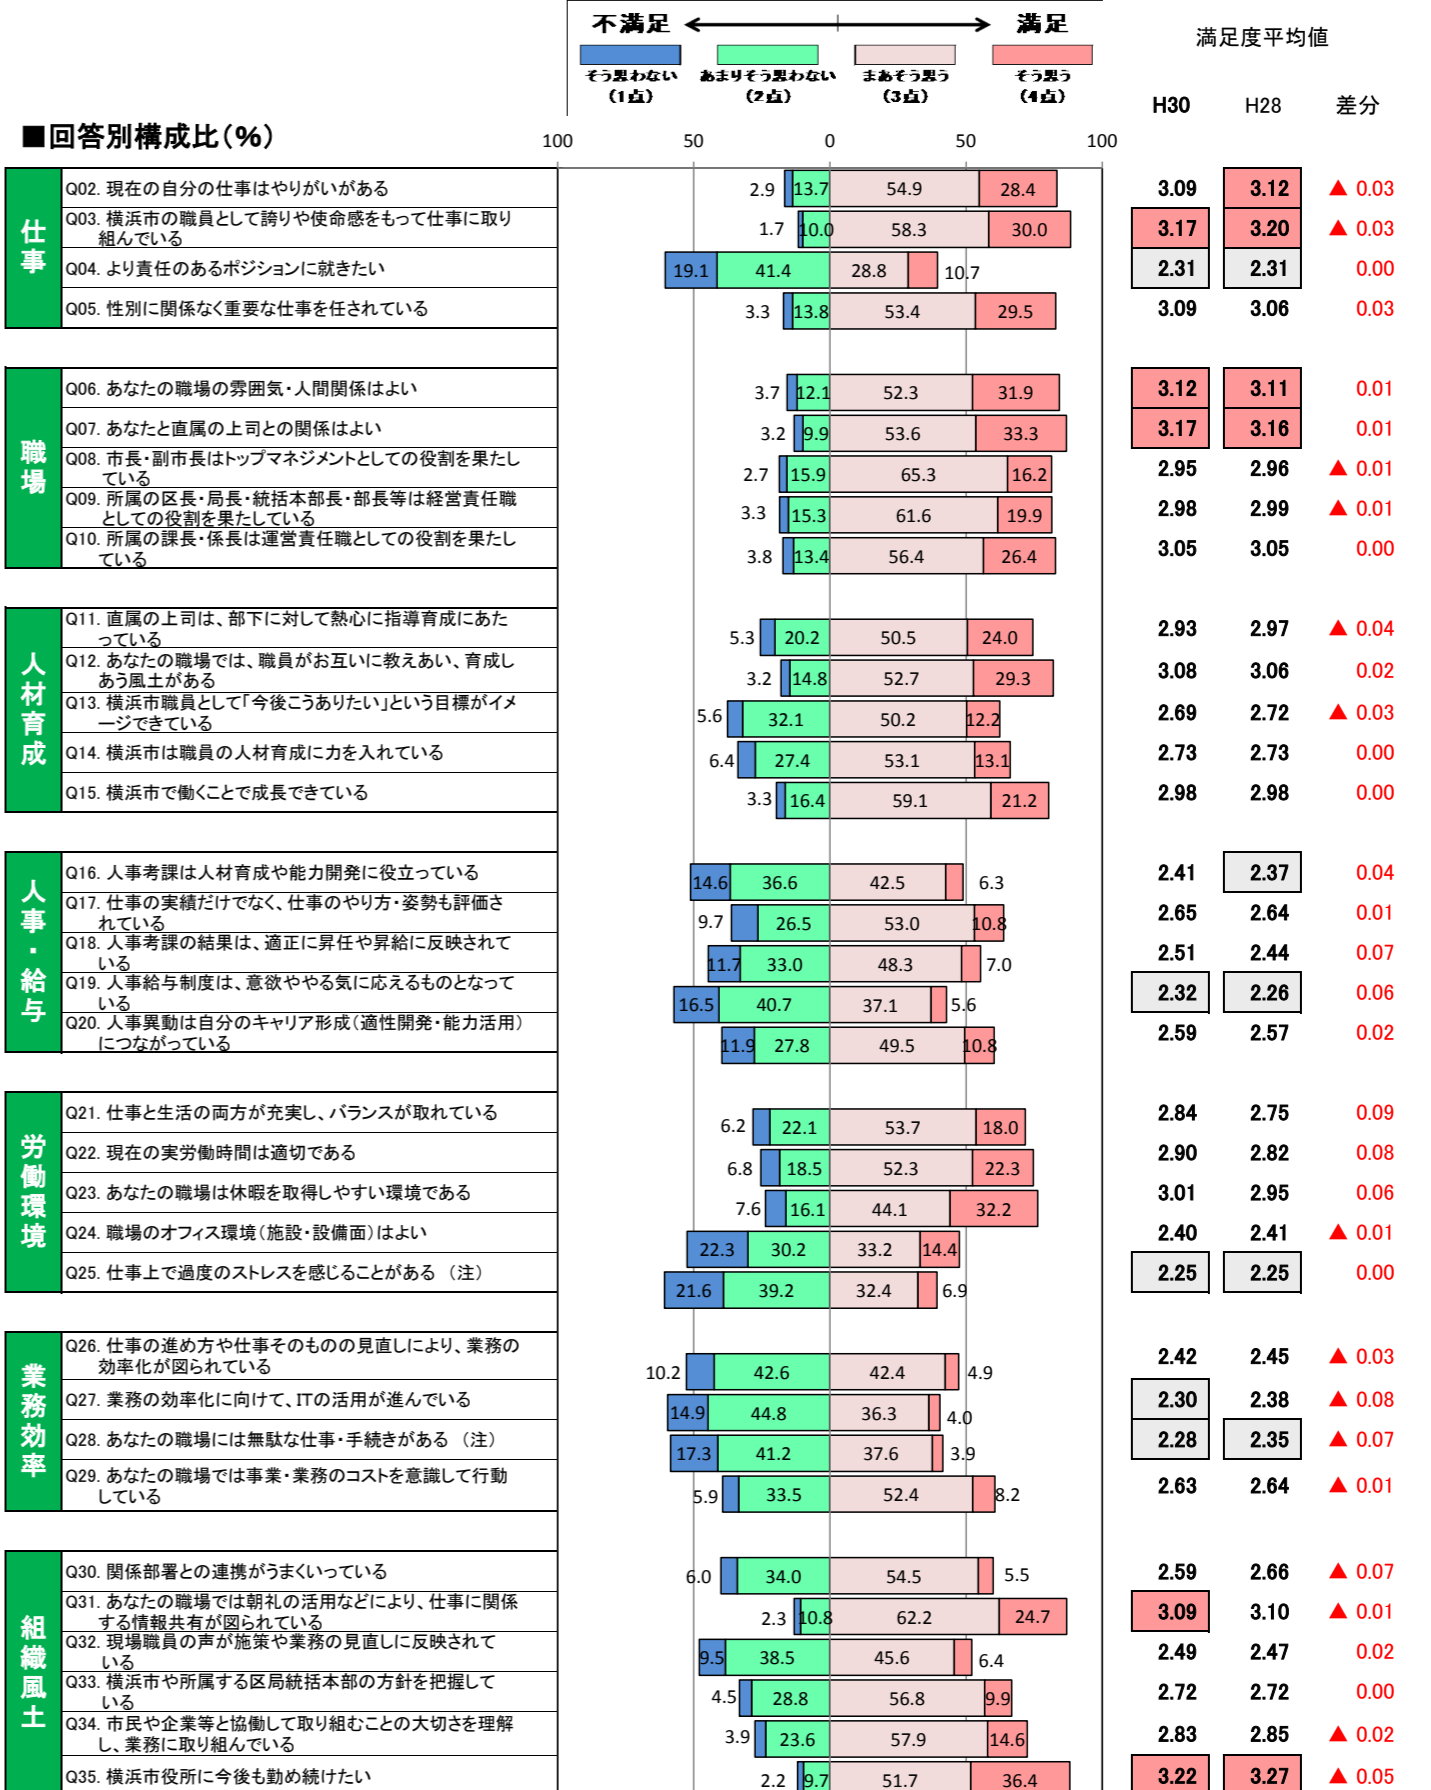 不満足 満足
そう思わない あまりそう思わない まあそう思う そう思う
(1点) (2点) (3点) (4点)
満足度平均値
H30 H28 差分
■回答別構成比(%)
100 50 0 50 100
仕事
Q02. 現在の自分の仕事はやりがいがある 2.9 13.7 54.9 28.4 3.09 3.12 ▲ 0.03
Q03. 横浜市の職員として誇りや使命感をもって仕事に取り
組んでいる 1.7 10.0 58.3 30.0 3.17 3.20 ▲ 0.03
Q04. より責任のあるポジションに就きたい 19.1 41.4 28.8 10.7 2.31 2.31 0.00
Q05. 性別に関係なく重要な仕事を任されている 3.3 13.8 53.4 29.5 3.09 3.06 0.03
職場
Q06. あなたの職場の雰囲気・人間関係はよい 3.7 12.1 52.3 31.9 3.12 3.11 0.01
Q07. あなたと直属の上司との関係はよい 3.2 9.9 53.6 33.3 3.17 3.16 0.01
Q08. 市長・副市長はトップマネジメントとしての役割を果たし
ている 2.7 15.9 65.3 16.2 2.95 2.96 ▲ 0.01
Q09. 所属の区長・局長・統括本部長・部長等は経営責任職
としての役割を果たしている 3.3 15.3 61.6 19.9 2.98 2.99 ▲ 0.01
Q10. 所属の課長・係長は運営責任職としての役割を果たし
ている 3.8 13.4 56.4 26.4 3.05 3.05 0.00
人材育成
Q11. 直属の上司は、部下に対して熱心に指導育成にあた
っている 5.3 20.2 50.5 24.0 2.93 2.97 ▲ 0.04
Q12. あなたの職場では、職員がお互いに教えあい、育成し
あう風土がある 3.2 14.8 52.7 29.3 3.08 3.06 0.02
Q13. 横浜市職員として「今後こうありたい」という目標がイメ
ージできている 5.6 32.1 50.2 12.2 2.69 2.72 ▲ 0.03
Q14. 横浜市は職員の人材育成に力を入れている 6.4 27.4 53.1 13.1 2.73 2.73 0.00
Q15. 横浜市で働くことで成長できている 3.3 16.4 59.1 21.2 2.98 2.98 0.00
人事・給与
Q16. 人事考課は人材育成や能力開発に役立っている 14.6 36.6 42.5 6.3 2.41 2.37 0.04
Q17. 仕事の実績だけでなく、仕事のやり方・姿勢も評価さ
れている 9.7 26.5 53.0 10.8 2.65 2.64 0.01
Q18. 人事考課の結果は、適正に昇任や昇給に反映されて
いる 11.7 33.0 48.3 7.0 2.51 2.44 0.07
Q19. 人事給与制度は、意欲ややる気に応えるものとなって
いる 16.5 40.7 37.1 5.6 2.32 2.26 0.06
Q20. 人事異動は自分のキャリア形成(適性開発・能力活用)
につながっている 11.9 27.8 49.5 10.8 2.59 2.57 0.02
労働環境
Q21. 仕事と生活の両方が充実し、バランスが取れている 6.2 22.1 53.7 18.0 2.84 2.75 0.09
Q22. 現在の実労働時間は適切である 6.8 18.5 52.3 22.3 2.90 2.82 0.08
Q23. あなたの職場は休暇を取得しやすい環境である 7.6 16.1 44.1 32.2 3.01 2.95 0.06
Q24. 職場のオフィス環境(施設・設備面)はよい 22.3 30.2 33.2 14.4 2.40 2.41 ▲ 0.01
Q25. 仕事上で過度のストレスを感じることがある (注) 21.6 39.2 32.4 6.9 2.25 2.25 0.00
業務効率
Q26. 仕事の進め方や仕事そのものの見直しにより、業務の
効率化が図られている 10.2 42.6 42.4 4.9 2.42 2.45 ▲ 0.03
Q27. 業務の効率化に向けて、ITの活用が進んでいる 14.9 44.8 36.3 4.0 2.30 2.38 ▲ 0.08
Q28. あなたの職場には無駄な仕事・手続きがある (注) 17.3 41.2 37.6 3.9 2.28 2.35 ▲ 0.07
Q29. あなたの職場では事業・業務のコストを意識して行動
している 5.9 33.5 52.4 8.2 2.63 2.64 ▲ 0.01
組織風土
Q30. 関係部署との連携がうまくいっている 6.0 34.0 54.5 5.5 2.59 2.66 ▲ 0.07
Q31. あなたの職場では朝礼の活用などにより、仕事に関係
する情報共有が図られている 2.3 10.8 62.2 24.7 3.09 3.10 ▲ 0.01
Q32. 現場職員の声が施策や業務の見直しに反映されて
いる 9.5 38.5 45.6 6.4 2.49 2.47 0.02
Q33. 横浜市や所属する区局統括本部の方針を把握して
いる 4.5 28.8 56.8 9.9 2.72 2.72 0.00
Q34. 市民や企業等と協働して取り組むことの大切さを理解
し、業務に取り組んでいる 3.9 23.6 57.9 14.6 2.83 2.85 ▲ 0.02
Q35. 横浜市役所に今後も勤め続けたい 2.2 9.7 51.7 36.4 3.22 3.27 ▲ 0.05